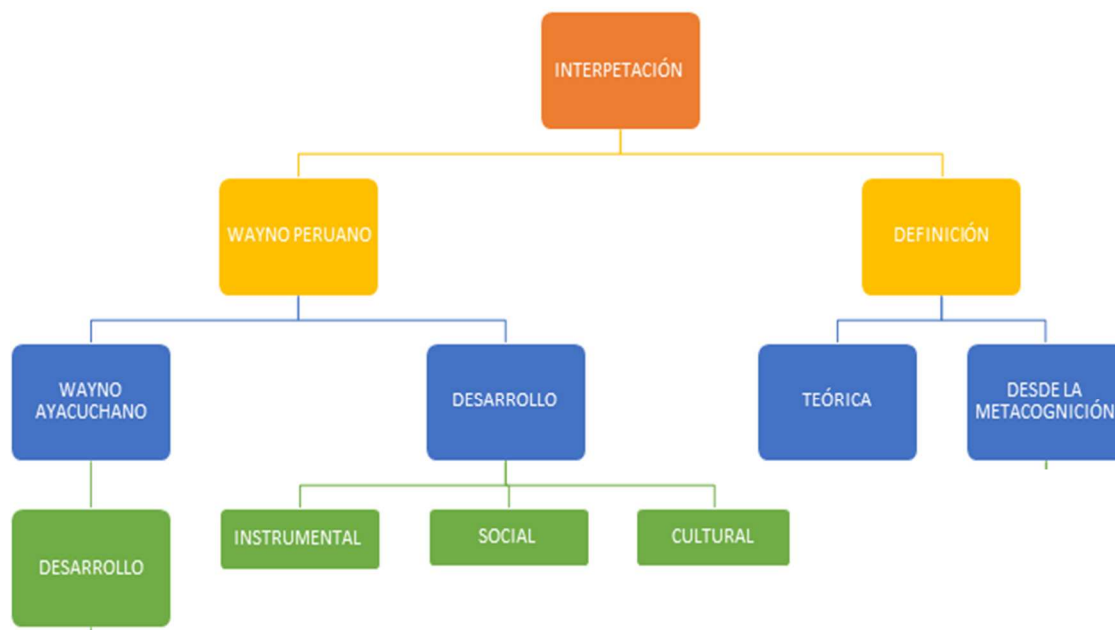 INTERPETACIÓN
WAYNO PERUANO
DEFINICIÓN
WAYNO
AYACUCHANO
DESARROLLO
TEÓRICA
DESDE LA
METACOGNICIÓN
DESARROLLO
INSTRUMENTAL
SOCIAL
CULTURAL